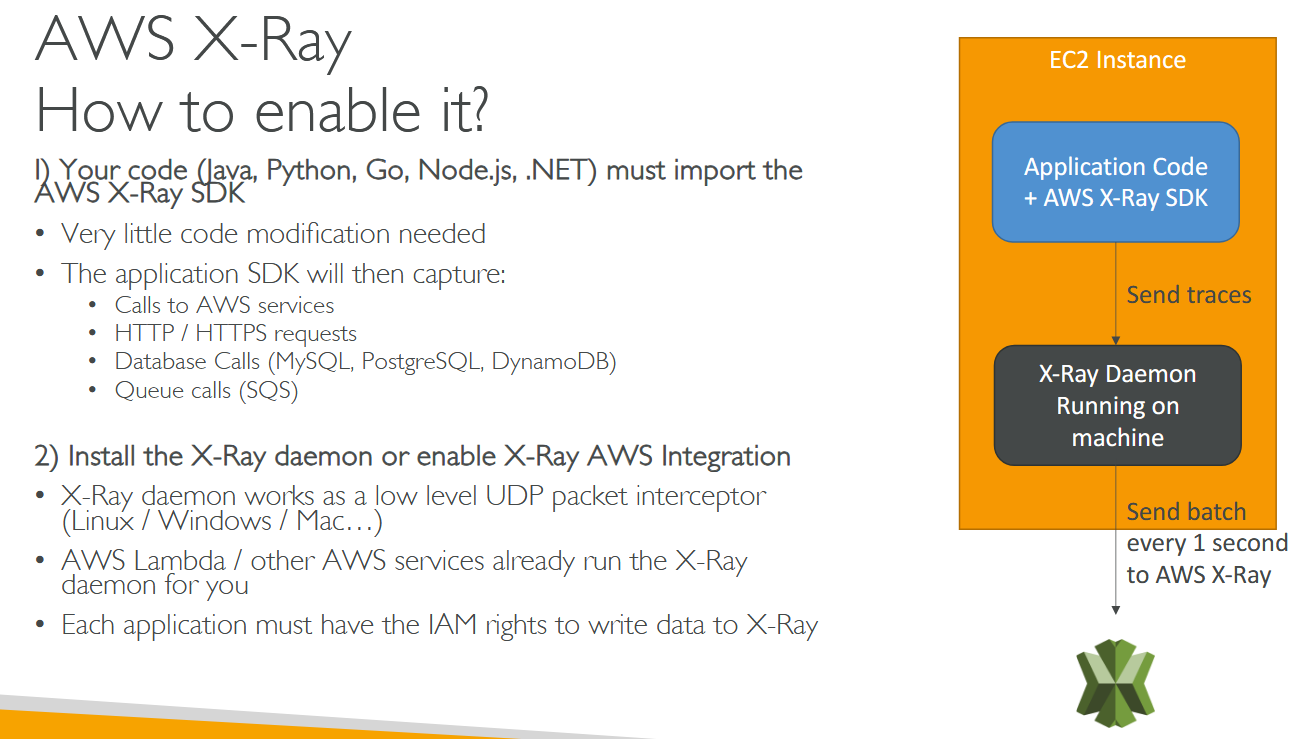 AWS X-Ray
How to enable it?
1) Your code (Java, Python, Go, Node.js, .NET) must import the
AWS X-Ray SDK
• Very little code modification needed
• The application SDK will then capture:
• Calls to AWS services
• HTTP / HTTPS requests
• Database Calls (MySQL, PostgreSQL, DynamoDB)
• Queue calls (SQS)
2) Install the X-Ray daemon or enable X-Ray AWS Integration
• X-Ray daemon works as a low level UDP packet interceptor
(Linux / Windows / Mac…)
• AWS Lambda / other AWS services already run the X-Ray
daemon for you
• Each application must have the IAM rights to write data to X-Ray
EC2 Instance
Application Code
+ AWS X-Ray SDK
Send traces
X-Ray Daemon
Running on
machine
Send batch
every 1 second
to AWS X-Ray